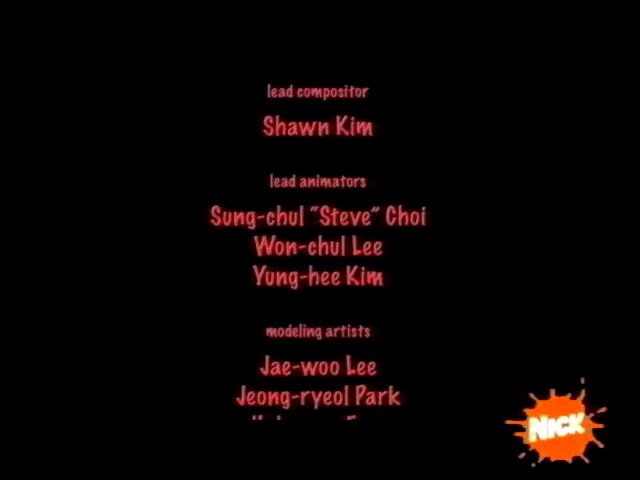 lead compositor
Shawn Kim
lead animators
Sung-chul "Steve" Choi
Won-chul Lee
Yung-hee Kim
modeling artists
Jae-woo Lee
Jeong-ryeol Park
NICK